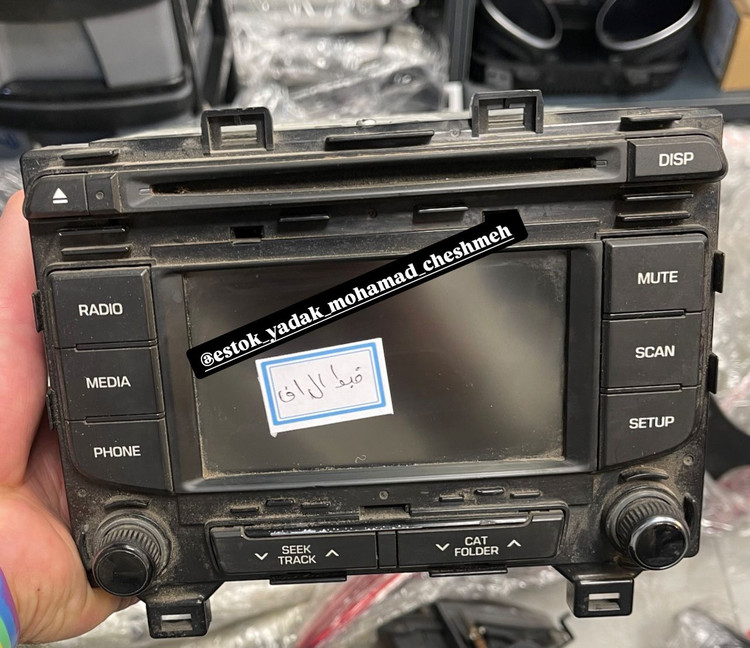 DISP
@estok_yadak_mohamad_cheshmeh
RADIO
MUTE
MEDIA
SCAN
PHONE
SETUP
ضبط ال اف
SEEK
TRACK
CAT
FOLDER